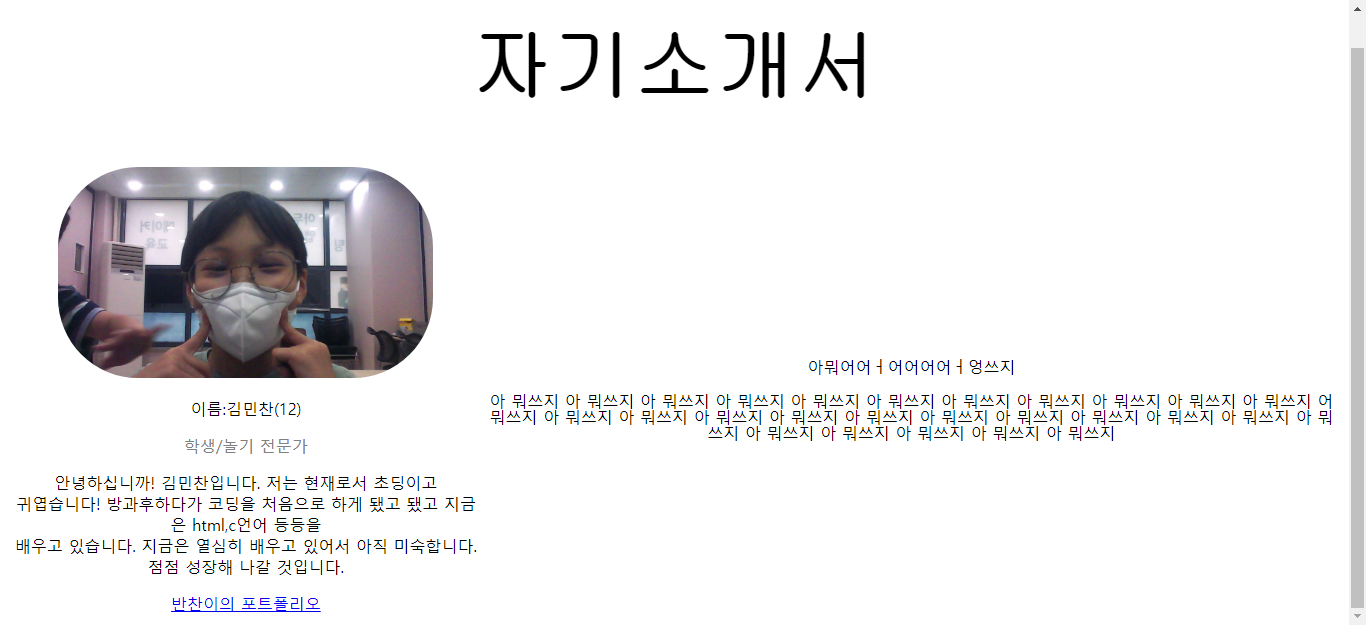 자기소개서
이름:김민찬(12)
학생/놀기 전문가
안녕하십니까! 김민찬입니다. 저는 현재로서 초딩이고
귀엽습니다! 방과후하다가 코딩을 처음으로 하게 됐고 됐고 지금
은 html,c언어 등등을
배우고 있습니다. 지금은 열심히 배우고 있어서 아직 미숙합니다.
점점 성장해 나갈 것입니다.
반찬이의 포트폴리오
아뭐어어ㅓ어어어어ㅓ엉쓰지
아 뭐쓰지 아 뭐쓰지 아 뭐쓰지 아 뭐쓰지 아 뭐쓰지 아 뭐쓰지 아 뭐쓰지 아 뭐쓰지 아 뭐쓰지 아 뭐쓰지 아 뭐쓰지 어
뭐쓰지 아 뭐쓰지 아 뭐쓰지 아 뭐쓰지 아 뭐쓰지 아 뭐쓰지 아 뭐쓰지 아 뭐쓰지 아 뭐쓰지 아 뭐쓰지 아 뭐쓰지 아 뭐
쓰지 아 뭐쓰지 아 뭐쓰지 아 뭐쓰지 아 뭐쓰지 아 뭐쓰지